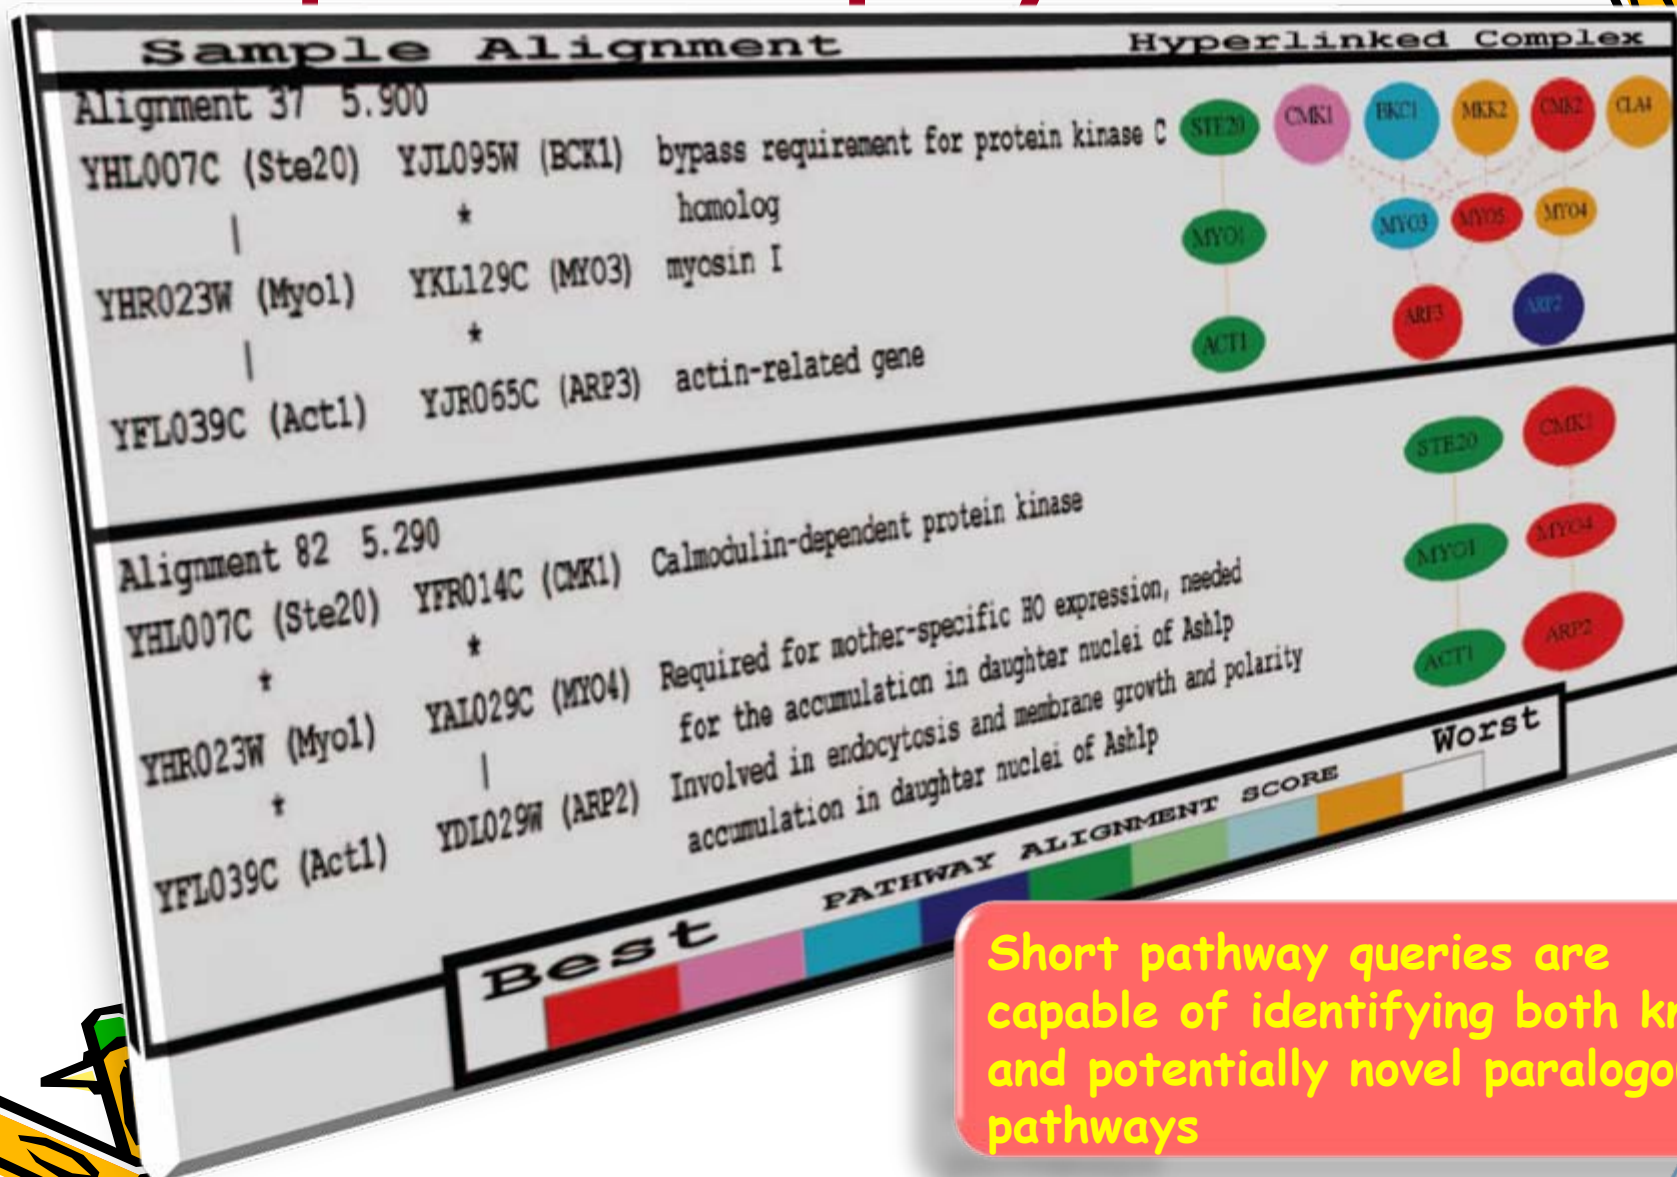 Sample Alignment
Hyperlinked Complex
Alignment 37 5.900
YHL007C (Ste20) YJL095W (BCK1) bypass requirement for protein kinase C
| * homolog
YHR023W (Myo1) YKL129C (MYO3) myosin I
| *
YFL039C (Act1) YJR065C (ARP3) actin-related gene
STE20 CMK1 BKC1 MKK2 CMK2 CLA4
MYO1 MYO3 MYO5 MYO4
ACT1 ARP3 ARP2
Alignment 82 5.290
YHL007C (Ste20) YFR014C (CMK1) Calmodulin-dependent protein kinase
* *
YHR023W (Myo1) YAL029C (MYO4) Required for mother-specific HO expression, needed
for the accumulation in daughter nuclei of Ash1p
* |
YFL039C (Act1) YDL029W (ARP2) Involved in endocytosis and membrane growth and polarity
accumulation in daughter nuclei of Ash1p
STE20 CMK1
MYO1 MYO4
ACT1 ARP2
Best PATHWAY ALIGNMENT SCORE Worst
Short pathway queries are
capable of identifying both
and potentially novel
pathways